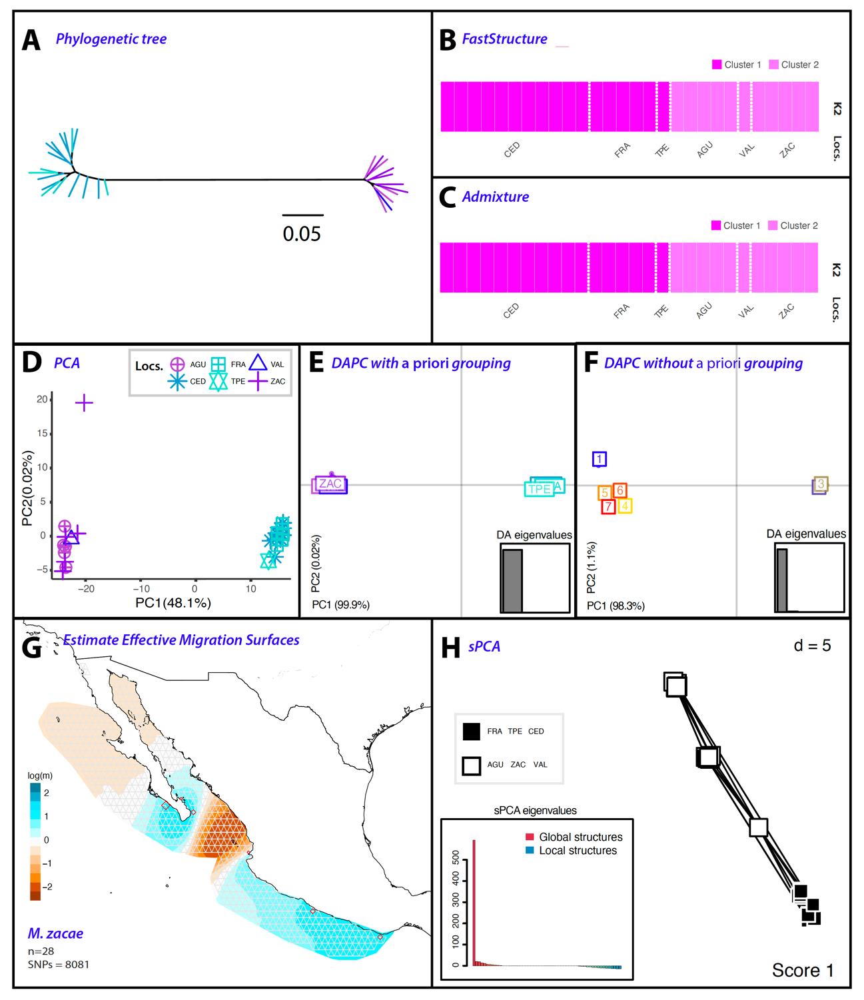 A Phylogenetic tree
0.05
B FastStructure
Cluster 1 Cluster 2
K2
CED FRA TPE AGU VAL ZAC
Locs.
C Admixture
Cluster 1 Cluster 2
K2
CED FRA TPE AGU VAL ZAC
Locs.
D PCA
Locs. AGU FRA VAL
CED TPE ZAC
PC2(0.02%)
20
15
10
5
0
−5
−20 −10 0 10
PC1(48.1%)
E DAPC with a priori grouping
ZAC
TPE A
PC2 (0.02%)
PC1 (99.9%)
DA eigenvalues
F DAPC without a priori grouping
1
5 6
7 4
3
PC2 (1.1%)
PC1 (98.3%)
DA eigenvalues
G Estimate Effective Migration Surfaces
log(m)
2
1
0
−1
−2
M. zacae
n=28
SNPs = 8081
H sPCA
d = 5
FRA TPE CED
AGU ZAC VAL
sPCA eigenvalues
Global structures
Local structures
500
400
300
200
100
0
Score 1